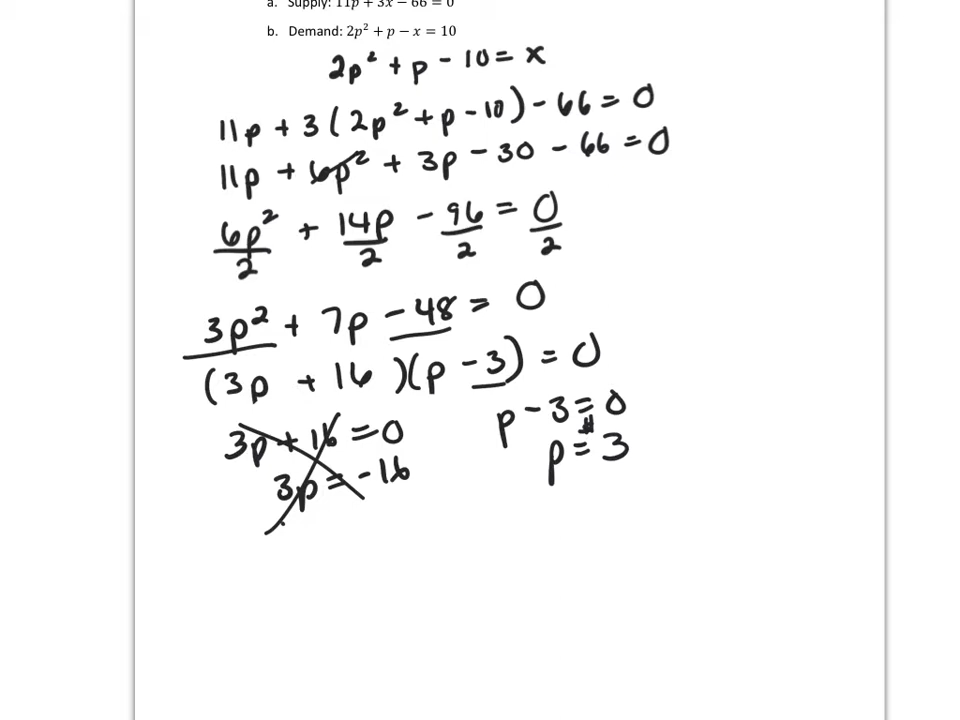 a. Supply: 11p + 3x − 66 = 0
b. Demand: 2p² + p − x = 10
2p² + p - 10 = x
11p + 3(2p² + p - 10) - 66 = 0
11p + 6p² + 3p - 30 - 66 = 0
6p²/2 + 14p/2 - 96/2 = 0/2
3p² + 7p - 48 = 0
(3p + 16)(p - 3) = 0
3p + 16 = 0 p - 3 = 0
3p = -16 p = 3